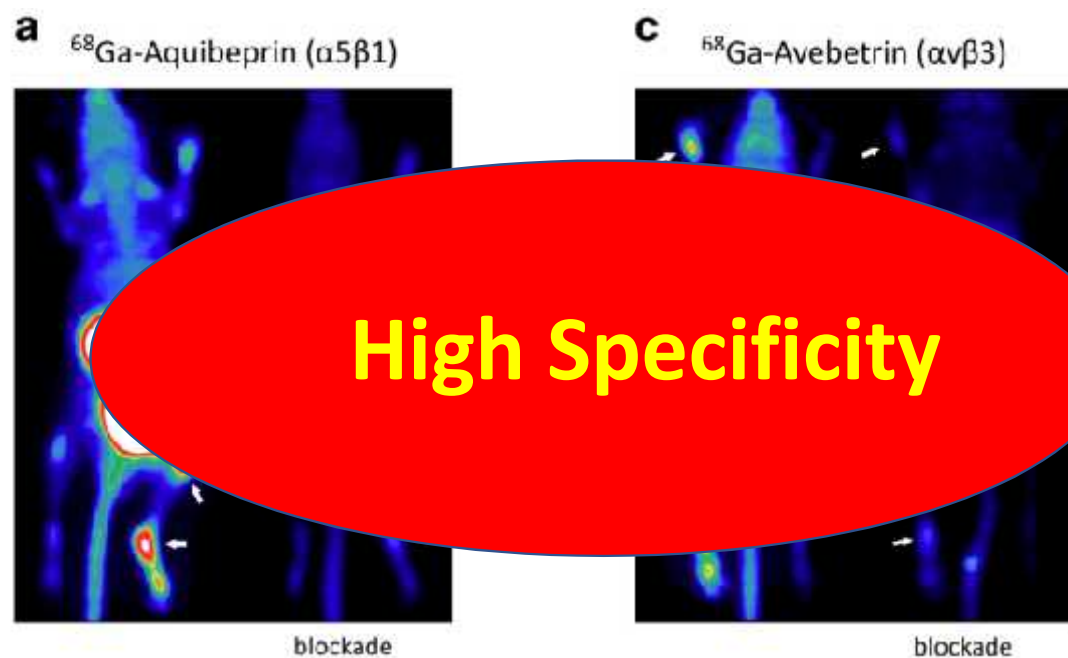 a
⁶⁸Ga-Aquibeprin (α5β1)
c
⁶⁸Ga-Avebetrin (αvβ3)
High Specificity
blockade
blockade